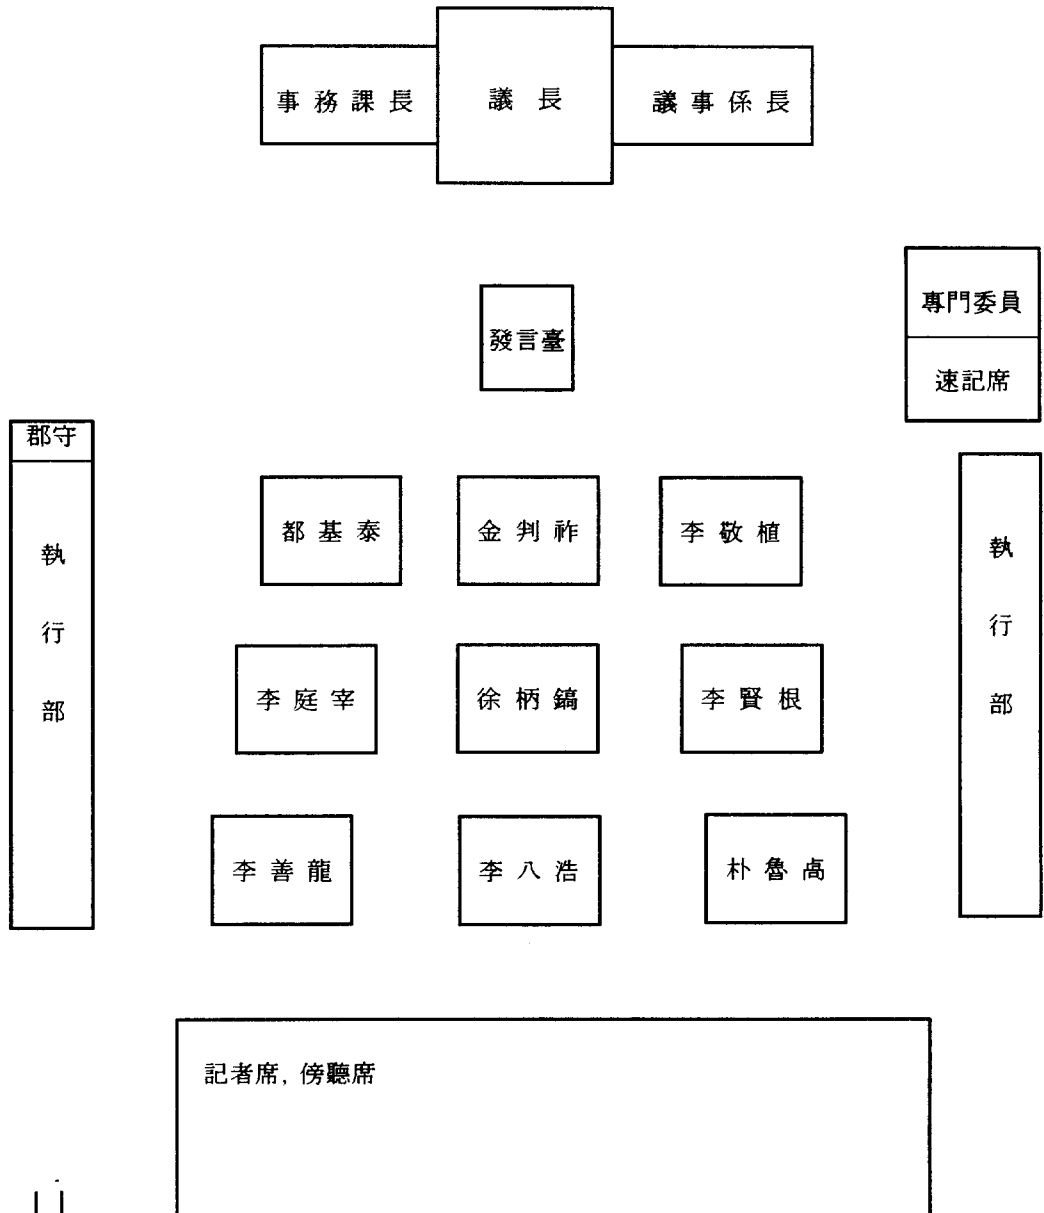 事務課長 議長 議事係長
發言臺
專門委員
速記席
郡守
執行部
執行部
都基泰 金判祚 李敬植
李庭宰 徐柄鎬 李賢根
李善龍 李八浩 朴魯高
記者席, 傍聽席